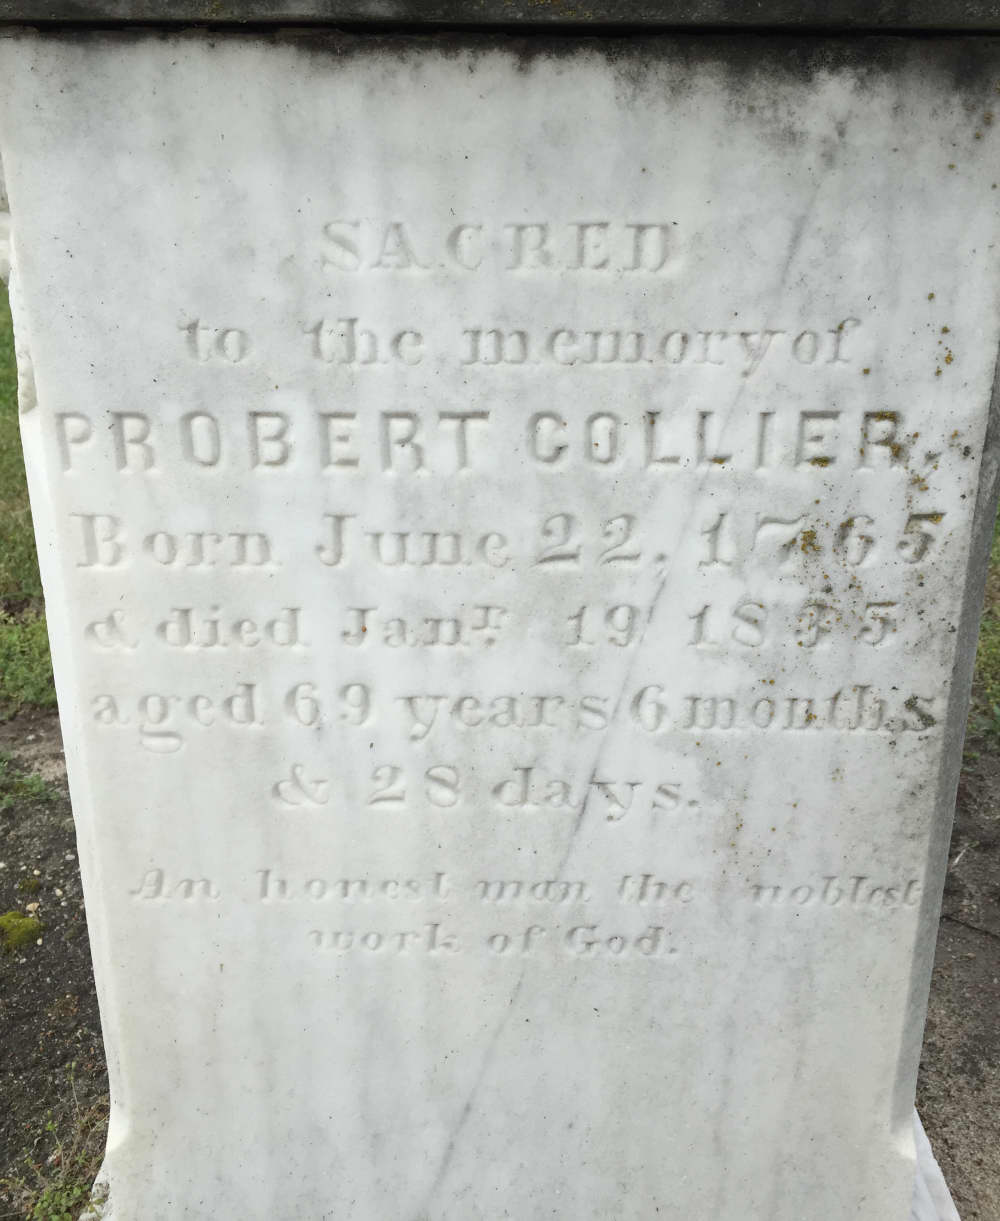 SACRED
to the memory of
PROBERT COLLIER.
Born June 22. 1765
& died Janr. 19 1835
aged 69 years 6 months
& 28 days.
An honest man the noblest
work of God.